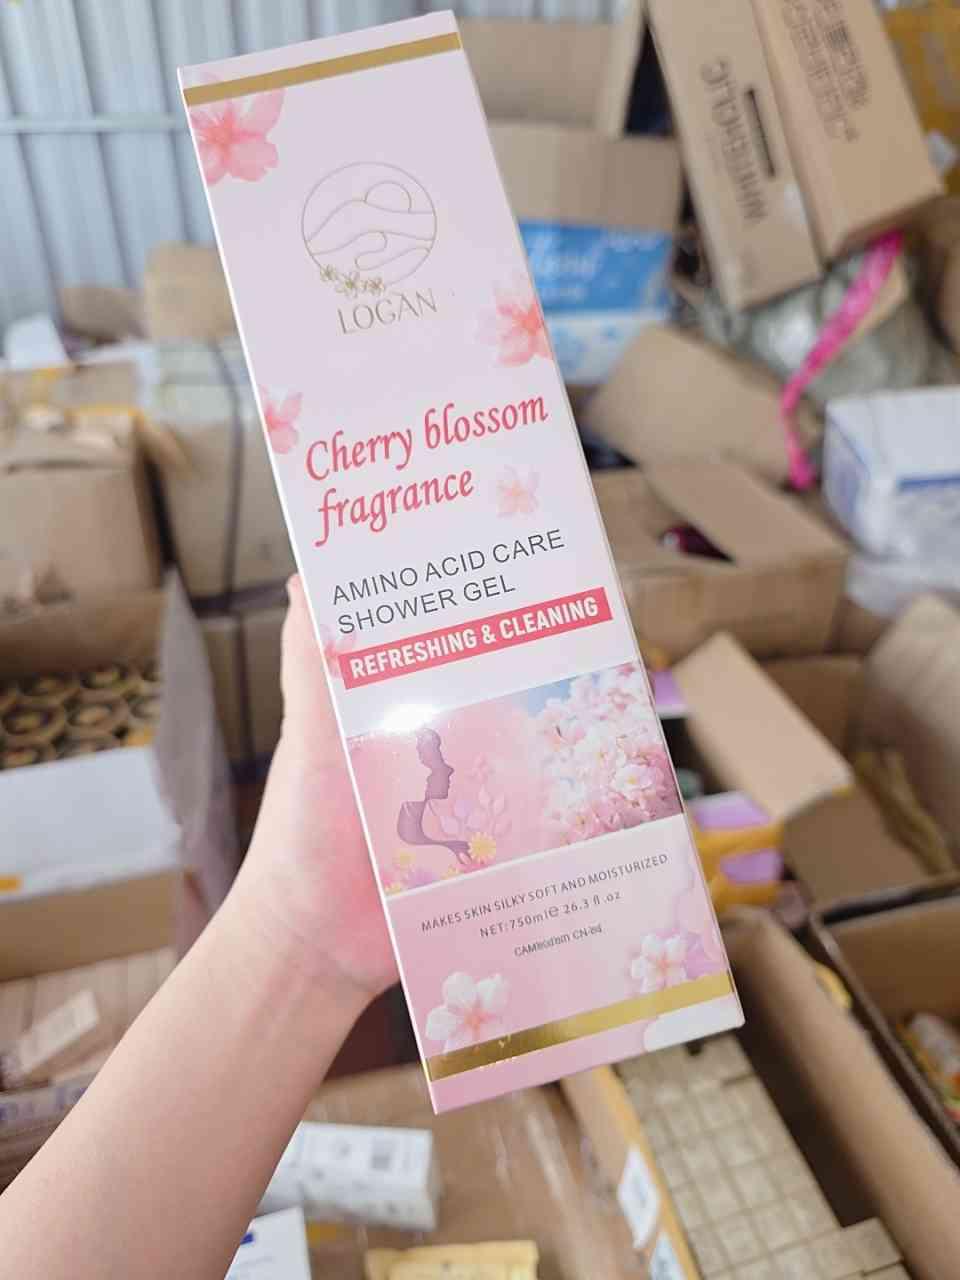 LOGAN
Cherry blossom
fragrance
AMINO ACID CARE
SHOWER GEL
REFRESHING & CLEANING
MAKES SKIN SILKY SOFT AND MOISTURIZED
NET:750ml℮ 26.3 fl .oz